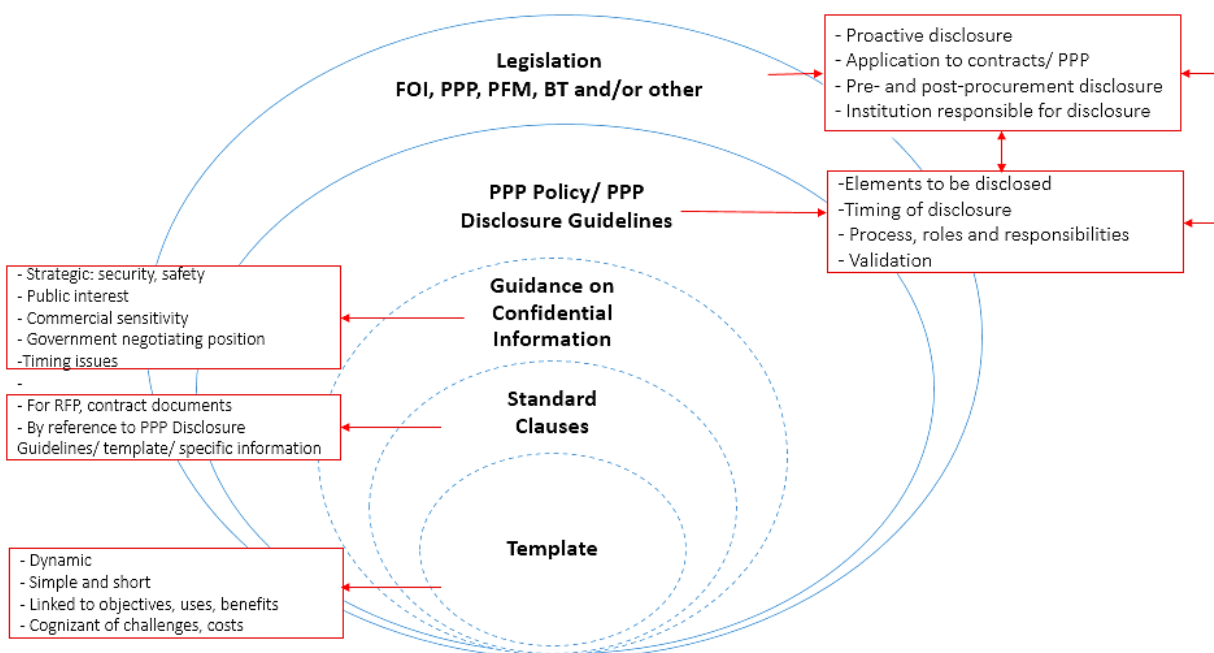 Legislation
FOI, PPP, PFM, BT and/or other
- Proactive disclosure
- Application to contracts/ PPP
- Pre- and post-procurement disclosure
- Institution responsible for disclosure
PPP Policy/ PPP
Disclosure Guidelines
-Elements to be disclosed
-Timing of disclosure
- Process, roles and responsibilities
- Validation
Guidance on
Confidential
Information
- Strategic: security, safety
- Public interest
- Commercial sensitivity
- Government negotiating position
-Timing issues
-
Standard
Clauses
- For RFP, contract documents
- By reference to PPP Disclosure
Guidelines/ template/ specific information
Template
- Dynamic
- Simple and short
- Linked to objectives, uses, benefits
- Cognizant of challenges, costs